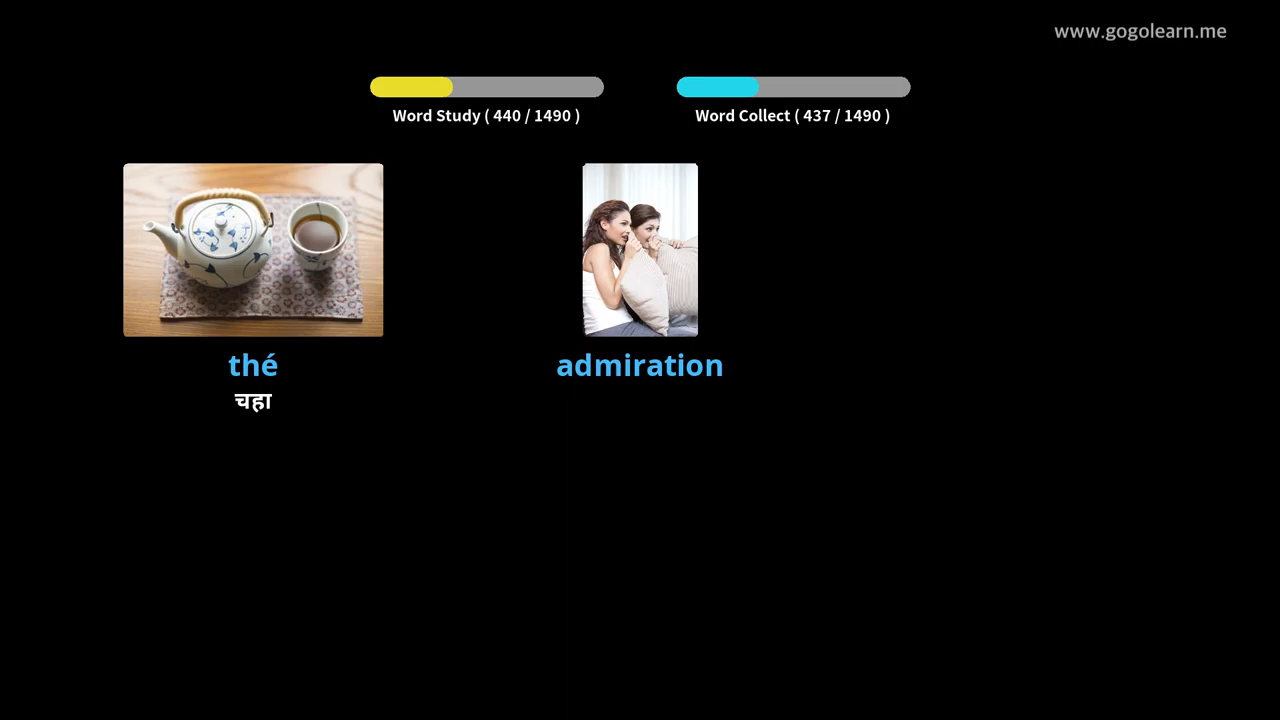 www.gogolearn.me
Word Study ( 440 / 1490 )
Word Collect ( 437 / 1490 )
thé
चहा
admiration